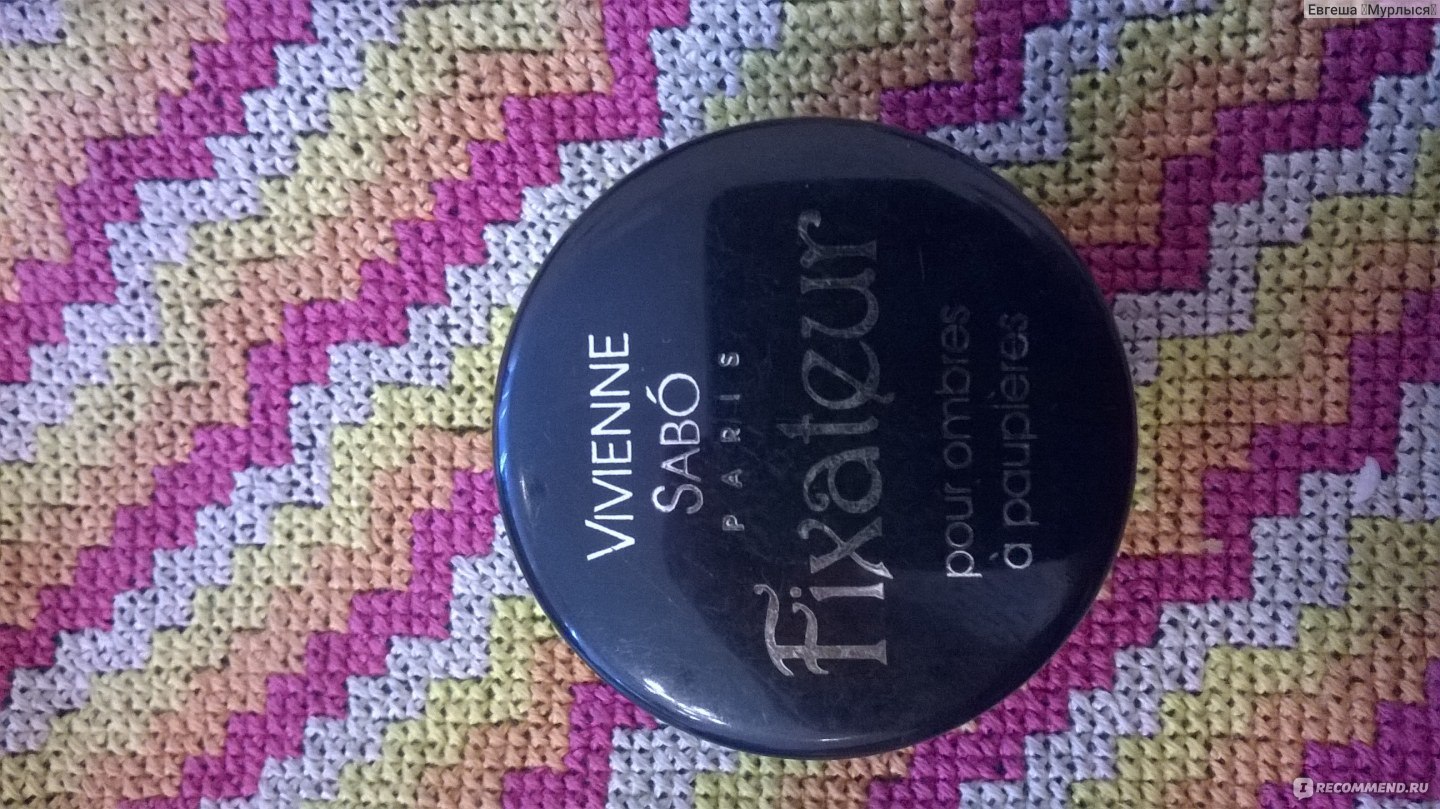 Евгеша Мурлыся
VIVIENNE
SABÓ
PARIS
Fixateur
pour ombres
à paupières
IRECOMMEND.RU